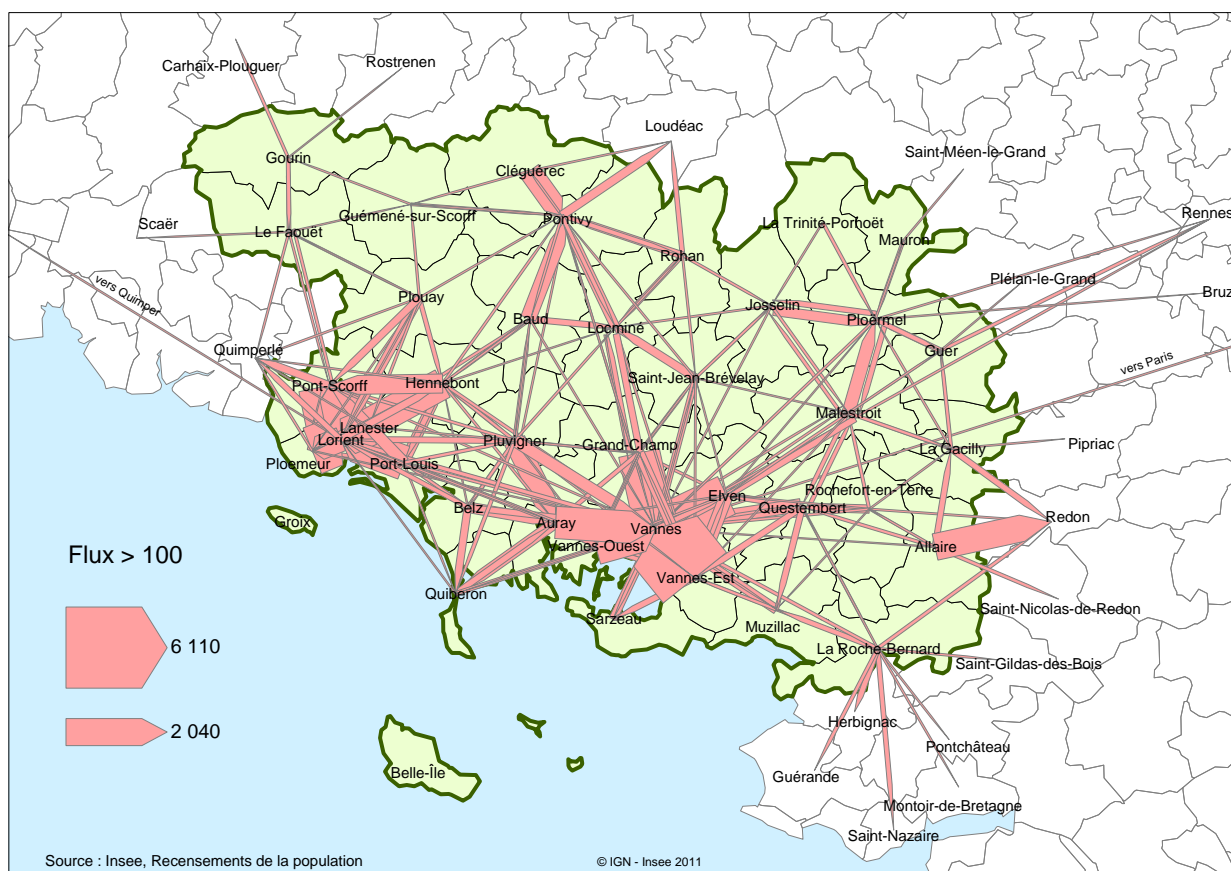 Carhaix-Plouguer
Rostrenen
Loudéac
Saint-Méen-le-Grand
Gourin
Cléguérec
Rennes
Scaër
Le Faouët
Guémené-sur-Scorff
Pontivy
La Trinité-Porhoët
Mauron
Rohan
vers Quimper
Plélan-le-Grand
Bruz
Plouay
Baud
Locminé
Josselin
Ploërmel
Quimperlé
Guer
vers Paris
Pont-Scorff
Hennebont
Saint-Jean-Brévelay
Malestroit
Lanester
Lorient
Pluvigner
Grand-Champ
La Gacilly
Pipriac
Ploemeur
Port-Louis
Rochefort-en-Terre
Elven
Questembert
Belz
Groix
Auray
Vannes
Redon
Vannes-Ouest
Allaire
Flux > 100
Vannes-Est
Quiberon
Saint-Nicolas-de-Redon
Sarzeau
Muzillac
6 110
La Roche-Bernard
Saint-Gildas-des-Bois
2 040
Herbignac
Pontchâteau
Belle-Île
Guérande
Montoir-de-Bretagne
Saint-Nazaire
Source : Insee, Recensements de la population
© IGN - Insee 2011